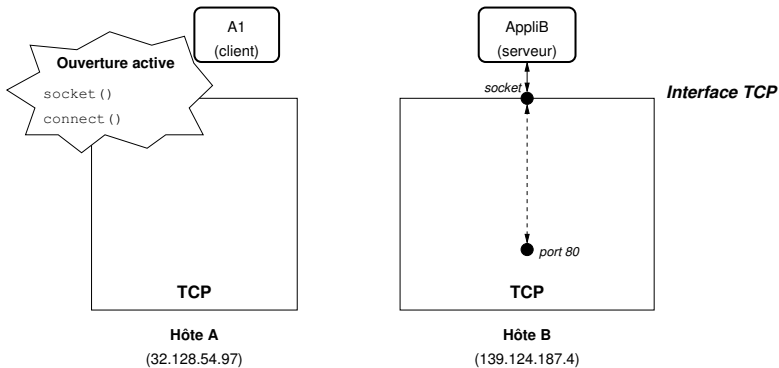 A1
(client)
Ouverture active
socket()
connect()
AppliB
(serveur)
socket
Interface TCP
port 80
TCP
TCP
Hôte A
(32.128.54.97)
Hôte B
(139.124.187.4)